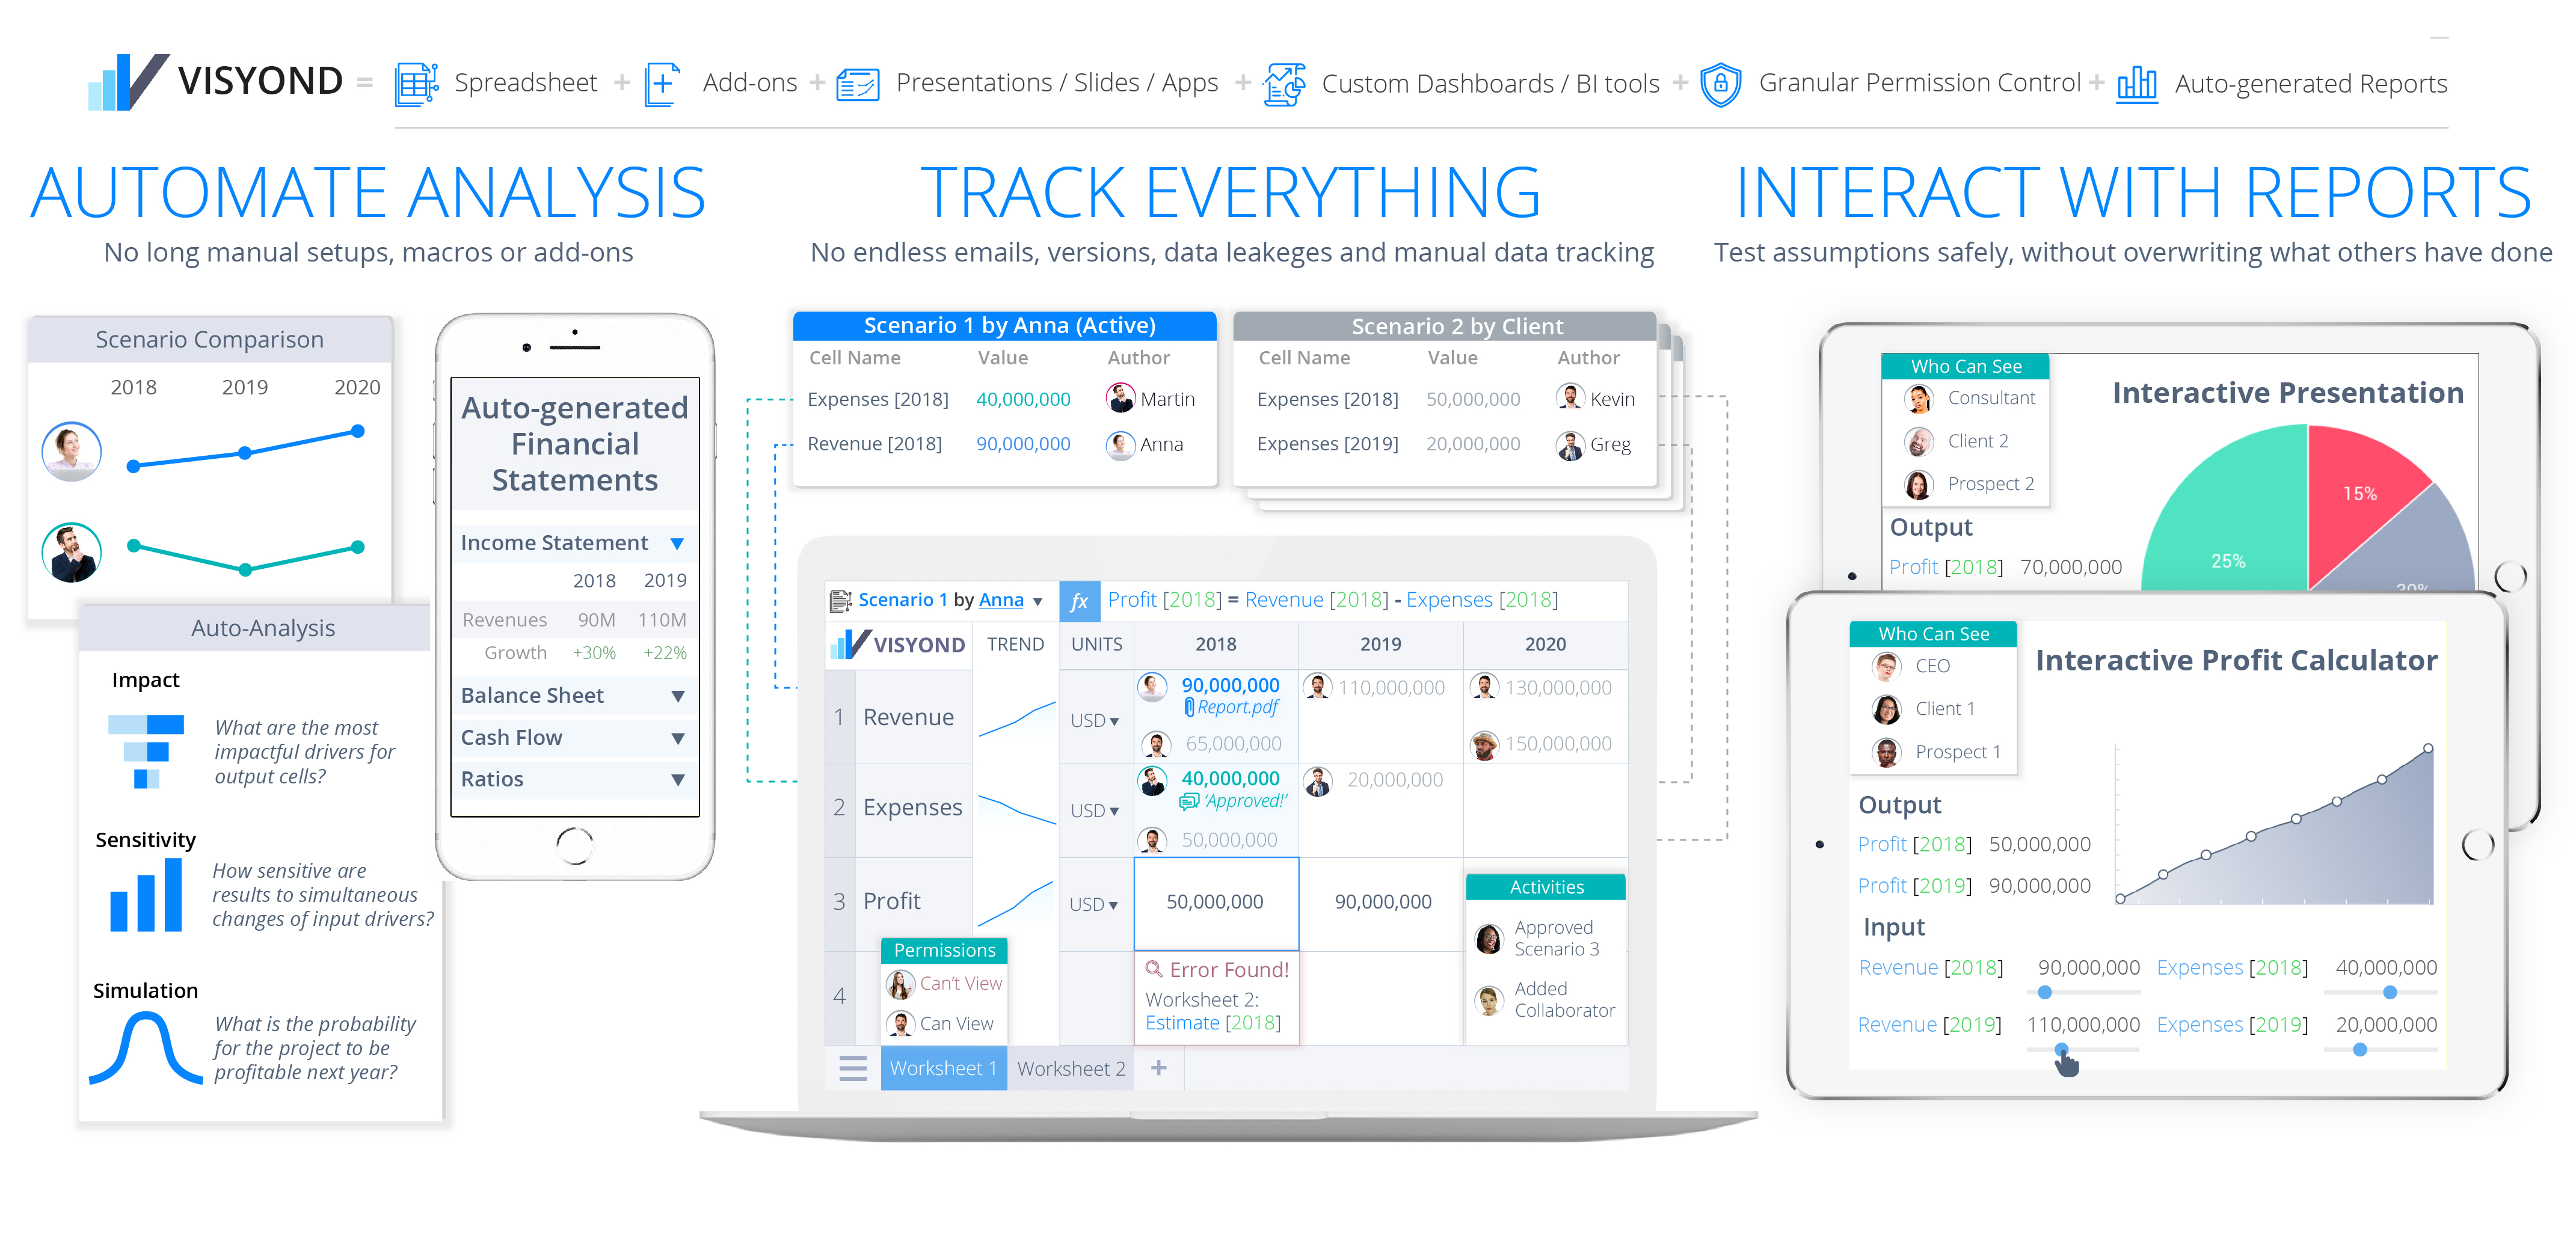 VISYOND = Spreadsheet + Add-ons + Presentations / Slides / Apps + Custom Dashboards / BI tools + Granular Permission Control + Auto-generated Reports
AUTOMATE ANALYSIS
No long manual setups, macros or add-ons
Scenario Comparison
2018 2019 2020
Auto-Analysis
Impact
What are the most
impactful drivers for
output cells?
Sensitivity
How sensitive are
results to simultaneous
changes of input drivers?
Simulation
What is the probability
for the project to be
profitable next year?
Auto-generated
Financial
Statements
Income Statement
2018 2019
Revenues 90M 110M
Growth +30% +22%
Balance Sheet
Cash Flow
Ratios
TRACK EVERYTHING
No endless emails, versions, data leakeges and manual data tracking
Scenario 1 by Anna (Active)
Cell Name Value Author
Expenses [2018] 40,000,000 Martin
Revenue [2018] 90,000,000 Anna
Scenario 2 by Client
Cell Name Value Author
Expenses [2018] 50,000,000 Kevin
Expenses [2019] 20,000,000 Greg
Scenario 1 by Anna fx Profit [2018] = Revenue [2018] - Expenses [2018]
VISYOND TREND UNITS 2018 2019 2020
1 Revenue USD 90,000,000 110,000,000 130,000,000
Report.pdf
65,000,000 150,000,000
2 Expenses USD 40,000,000 20,000,000
'Approved!'
50,000,000
3 Profit USD 50,000,000 90,000,000
4
Permissions
Can't View
Can View
Error Found!
Worksheet 2:
Estimate [2018]
Activities
Approved
Scenario 3
Added
Collaborator
Worksheet 1 Worksheet 2 +
INTERACT WITH REPORTS
Test assumptions safely, without overwriting what others have done
Who Can See
Consultant
Client 2
Prospect 2
Interactive Presentation
15%
25%
30%
Output
Profit [2018] 70,000,000
Who Can See
CEO
Client 1
Prospect 1
Interactive Profit Calculator
Output
Profit [2018] 50,000,000
Profit [2019] 90,000,000
Input
Revenue [2018] 90,000,000 Expenses [2018] 40,000,000
Revenue [2019] 110,000,000 Expenses [2019] 20,000,000